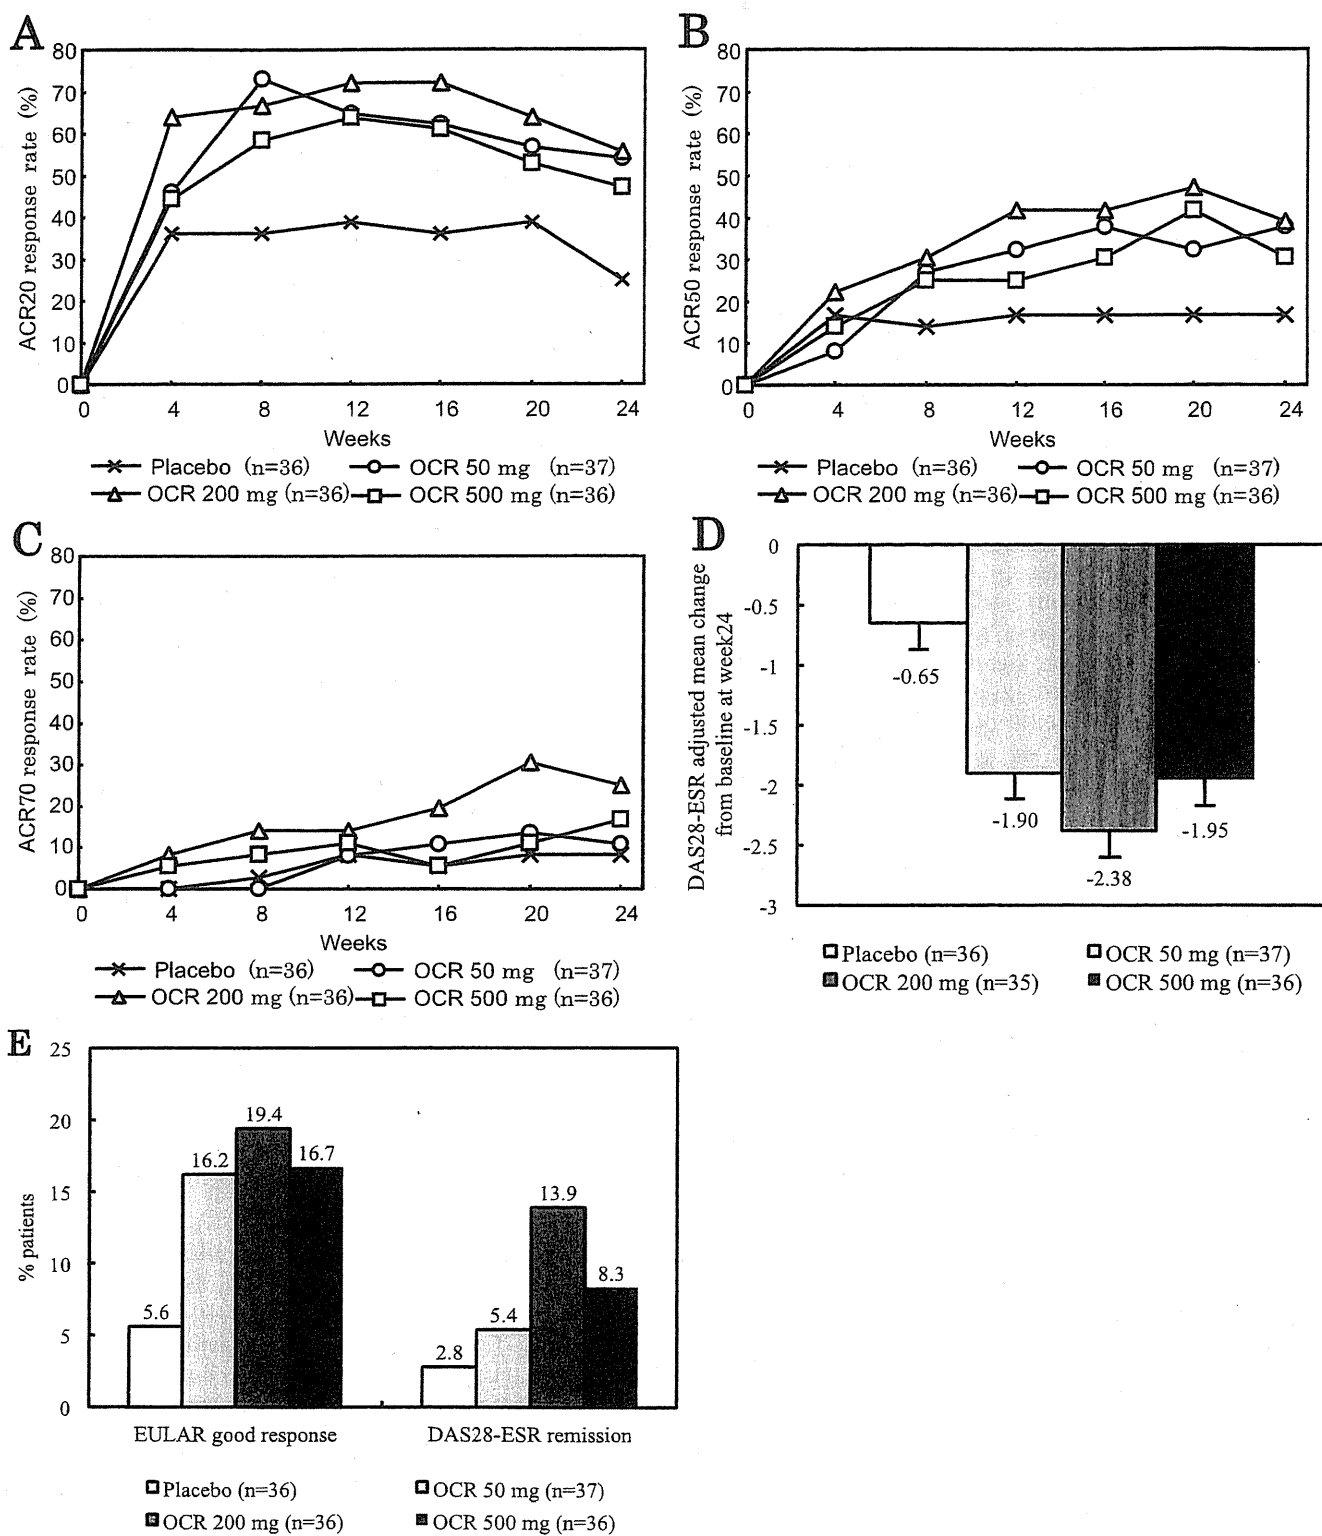 A
ACR20 response rate (%)
80
70
60
50
40
30
20
10
0
0 4 8 12 16 20 24
Weeks
Placebo (n=36) OCR 50 mg (n=37)
OCR 200 mg (n=36) OCR 500 mg (n=36)
B
ACR50 response rate (%)
80
70
60
50
40
30
20
10
0
0 4 8 12 16 20 24
Weeks
Placebo (n=36) OCR 50 mg (n=37)
OCR 200 mg (n=36) OCR 500 mg (n=36)
C
ACR70 response rate (%)
80
70
60
50
40
30
20
10
0
0 4 8 12 16 20 24
Weeks
Placebo (n=36) OCR 50 mg (n=37)
OCR 200 mg (n=36) OCR 500 mg (n=36)
D
DAS28-ESR adjusted mean change
from baseline at week24
0
-0.5
-1
-1.5
-2
-2.5
-3
-0.65
-1.90
-2.38
-1.95
Placebo (n=36) OCR 50 mg (n=37)
OCR 200 mg (n=35) OCR 500 mg (n=36)
E
% patients
25
20
15
10
5
0
5.6
16.2
19.4
16.7
2.8
5.4
13.9
8.3
EULAR good response DAS28-ESR remission
Placebo (n=36) OCR 50 mg (n=37)
OCR 200 mg (n=36) OCR 500 mg (n=36)